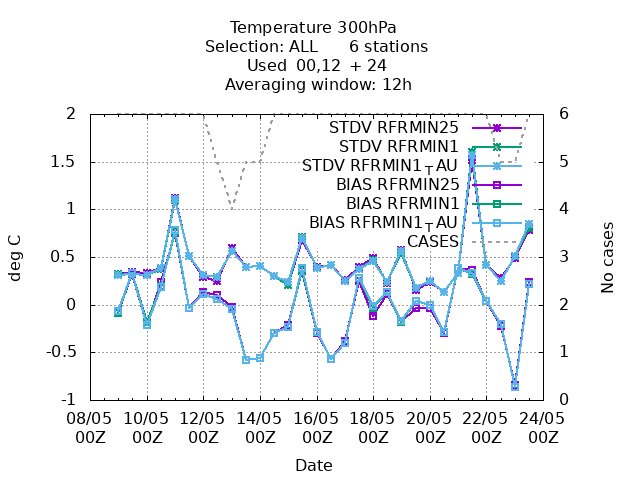 Temperature 300hPa
Selection: ALL 6 stations
Used 00,12 + 24
Averaging window: 12h
2 6
STDV RFRMIN25
STDV RFRMIN1
1.5 5
STDV RFRMIN1TAU
BIAS RFRMIN25
BIAS RFRMIN1
1 4
BIAS RFRMIN1TAU
CASES
0.5 3
deg C
No cases
0 2
-0.5 1
-1 0
08/05 10/05 12/05 14/05 16/05 18/05 20/05 22/05 24/05
00Z 00Z 00Z 00Z 00Z 00Z 00Z 00Z 00Z
Date